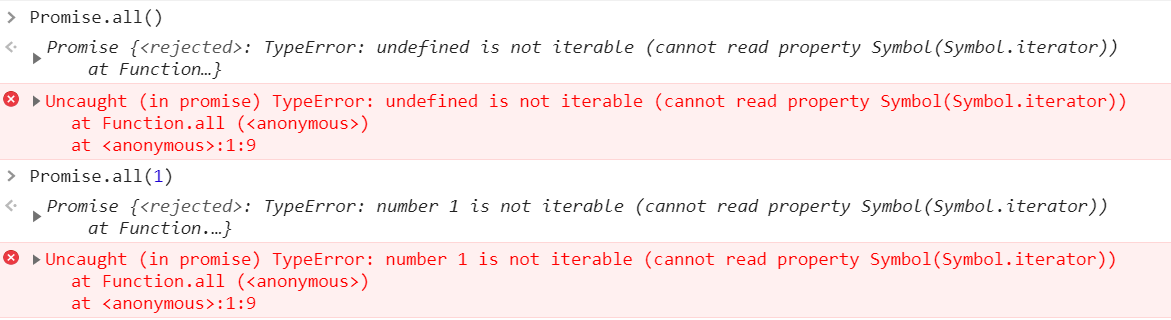 > Promise.all()
Promise {<rejected>: TypeError: undefined is not iterable (cannot read property Symbol(Symbol.iterator))
at Function…}
Uncaught (in promise) TypeError: undefined is not iterable (cannot read property Symbol(Symbol.iterator))
at Function.all (<anonymous>)
at <anonymous>:1:9
> Promise.all(1)
Promise {<rejected>: TypeError: number 1 is not iterable (cannot read property Symbol(Symbol.iterator))
at Function.…}
Uncaught (in promise) TypeError: number 1 is not iterable (cannot read property Symbol(Symbol.iterator))
at Function.all (<anonymous>)
at <anonymous>:1:9